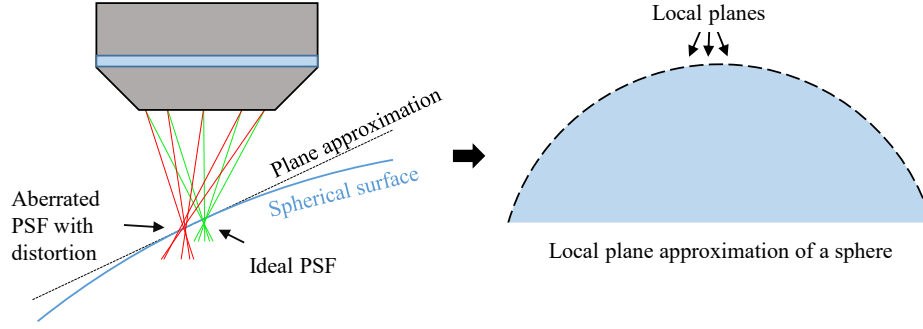 Plane approximation
Spherical surface
Aberrated
PSF with
distortion
Ideal PSF
Local planes
Local plane approximation of a sphere